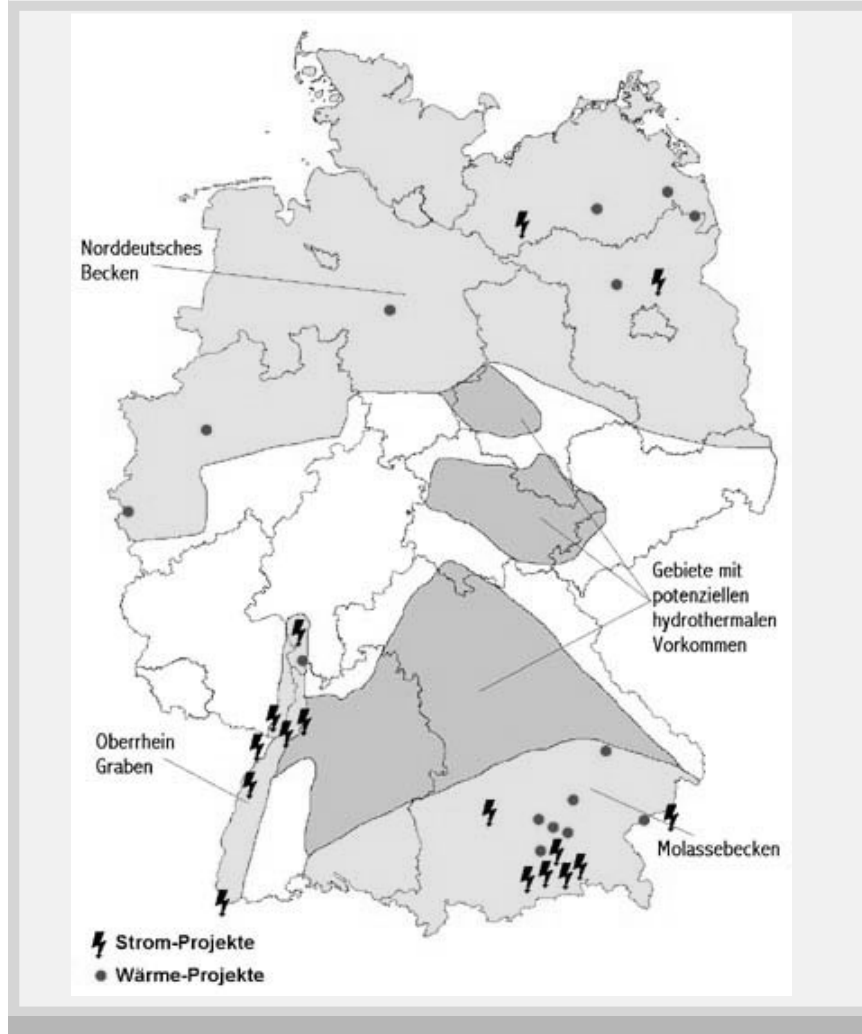 Norddeutsches
Becken
Gebiete mit
potenziellen
hydrothermalen
Vorkommen
Oberrhein
Graben
Molassebecken
Strom-Projekte
Wärme-Projekte